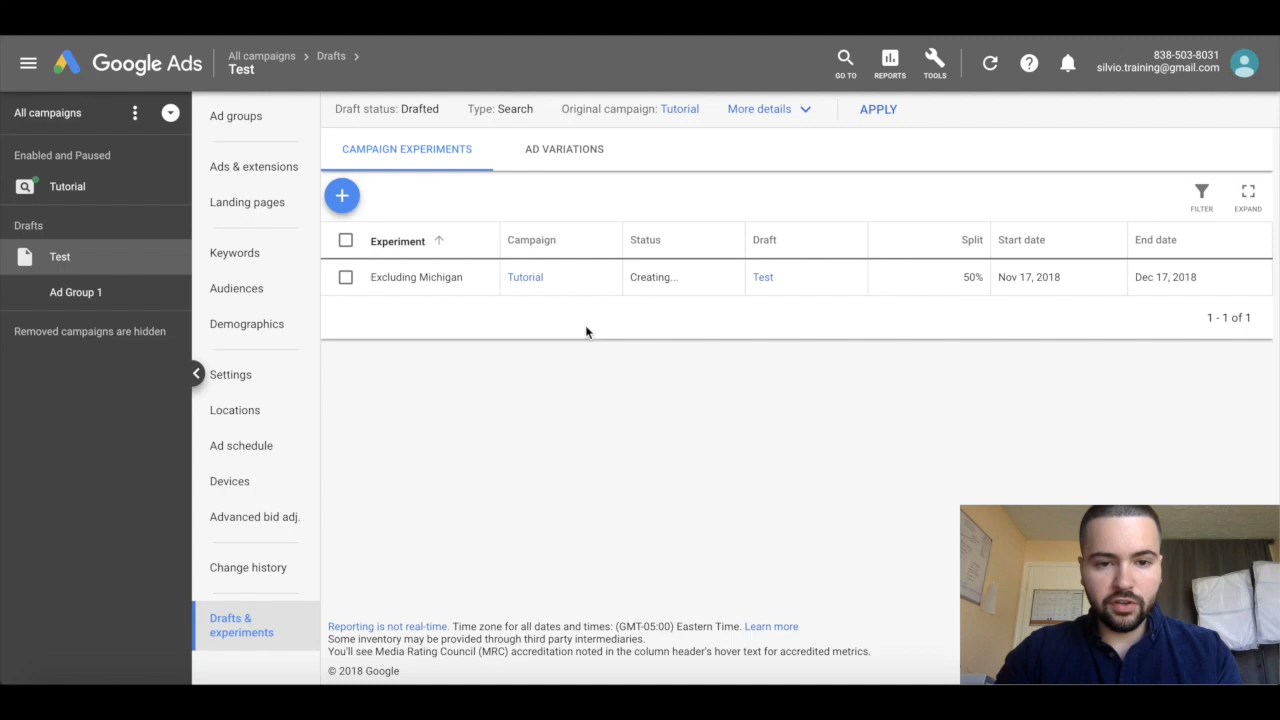 Google Ads
All campaigns > Drafts >
Test
GO TO
REPORTS
TOOLS
838-503-8031
silvio.training@gmail.com
All campaigns
Enabled and Paused
Tutorial
Drafts
Test
Ad Group 1
Removed campaigns are hidden
Ad groups
Ads & extensions
Landing pages
Keywords
Audiences
Demographics
Settings
Locations
Ad schedule
Devices
Advanced bid adj.
Change history
Drafts &
experiments
Draft status: Drafted Type: Search Original campaign: Tutorial More details APPLY
CAMPAIGN EXPERIMENTS AD VARIATIONS
FILTER
EXPAND
Experiment Campaign Status Draft Split Start date End date
Excluding Michigan Tutorial Creating... Test 50% Nov 17, 2018 Dec 17, 2018
1 - 1 of 1
Reporting is not real-time. Time zone for all dates and times: (GMT-05:00) Eastern Time. Learn more
Some inventory may be provided through third party intermediaries.
You'll see Media Rating Council (MRC) accreditation noted in the column header's hover text for accredited metrics.
© 2018 Google